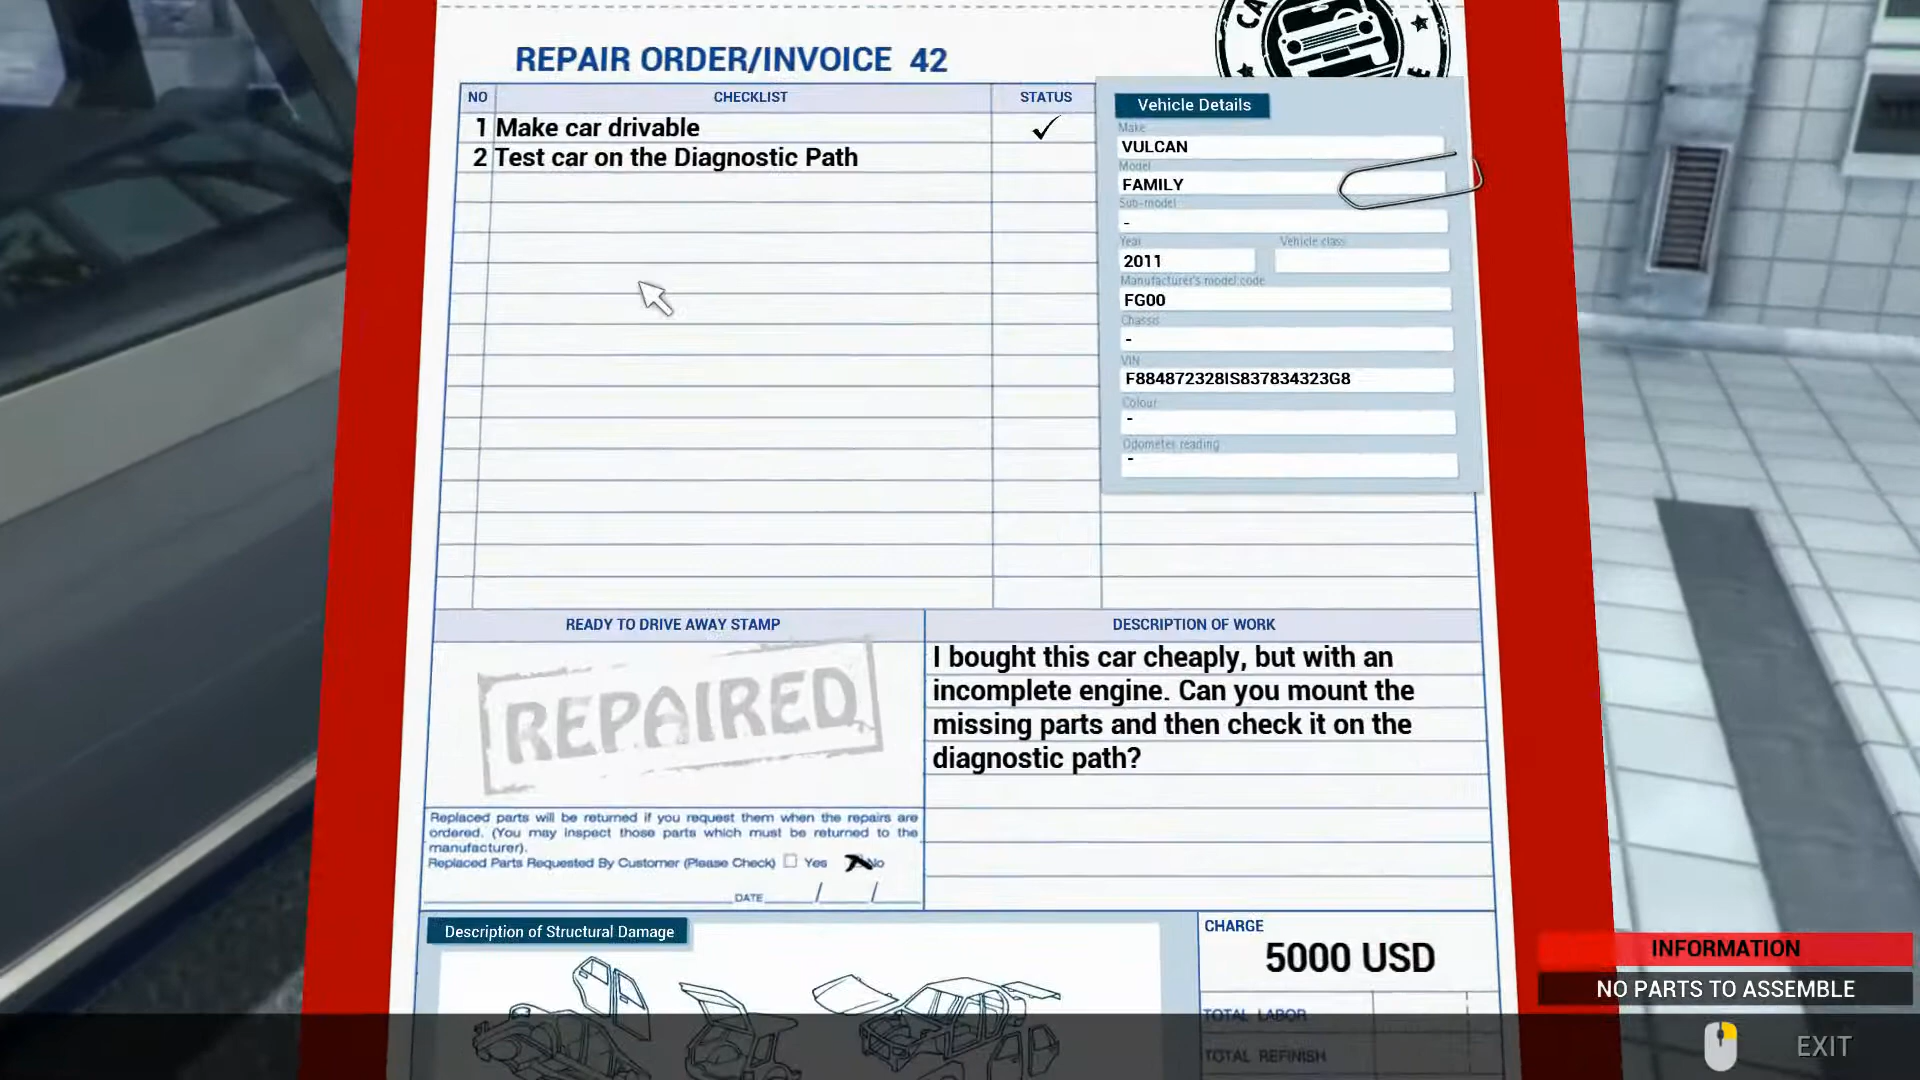 CA
REPAIR ORDER/INVOICE 42
NO CHECKLIST STATUS
1 Make car drivable
2 Test car on the Diagnostic Path
Vehicle Details
Make
VULCAN
Model
FAMILY
Sub-model
-
Year Vehicle class
2011
Manufacturer's model code
FG00
Chassis
-
VIN
F884872328IS837834323G8
Colour
-
Odometer reading
-
READY TO DRIVE AWAY STAMP
REPAIRED
DESCRIPTION OF WORK
I bought this car cheaply, but with an
incomplete engine. Can you mount the
missing parts and then check it on the
diagnostic path?
Replaced parts will be returned if you request them when the repairs are
ordered. (You may inspect those parts which must be returned to the
manufacturer).
Replaced Parts Requested By Customer (Please Check) Yes No
DATE / /
Description of Structural Damage
CHARGE
5000 USD
TOTAL LABOR
TOTAL REFINISH
INFORMATION
NO PARTS TO ASSEMBLE
EXIT